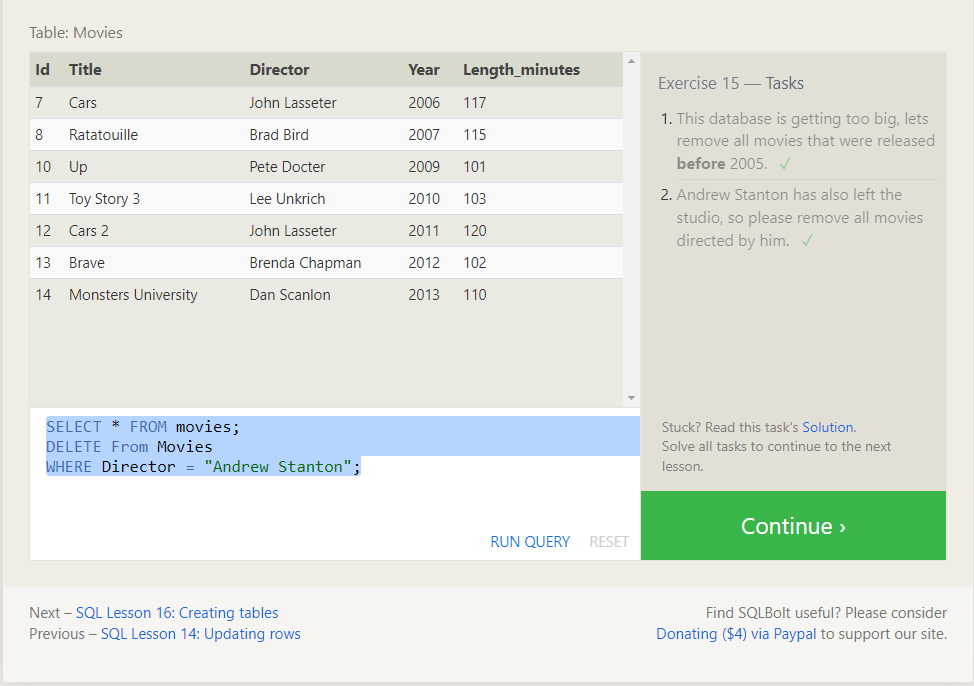 Table: Movies
Id Title Director Year Length_minutes
7 Cars John Lasseter 2006 117
8 Ratatouille Brad Bird 2007 115
10 Up Pete Docter 2009 101
11 Toy Story 3 Lee Unkrich 2010 103
12 Cars 2 John Lasseter 2011 120
13 Brave Brenda Chapman 2012 102
14 Monsters University Dan Scanlon 2013 110
SELECT * FROM movies;
DELETE From Movies
WHERE Director = "Andrew Stanton";
RUN QUERY RESET
Exercise 15 — Tasks
1. This database is getting too big, lets
remove all movies that were released
before 2005. ✓
2. Andrew Stanton has also left the
studio, so please remove all movies
directed by him. ✓
Stuck? Read this task's Solution.
Solve all tasks to continue to the next
lesson.
Continue ›
Next – SQL Lesson 16: Creating tables
Previous – SQL Lesson 14: Updating rows
Find SQLBolt useful? Please consider
Donating ($4) via Paypal to support our site.